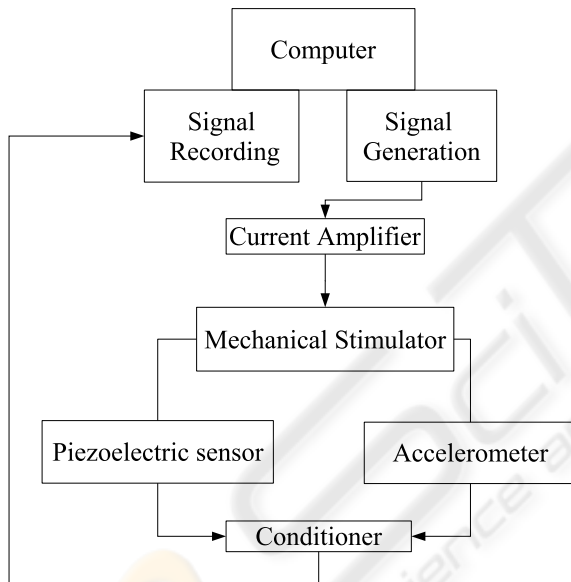 Computer
Signal
Recording
Signal
Generation
Current Amplifier
Mechanical Stimulator
Piezoelectric sensor
Accelerometer
Conditioner